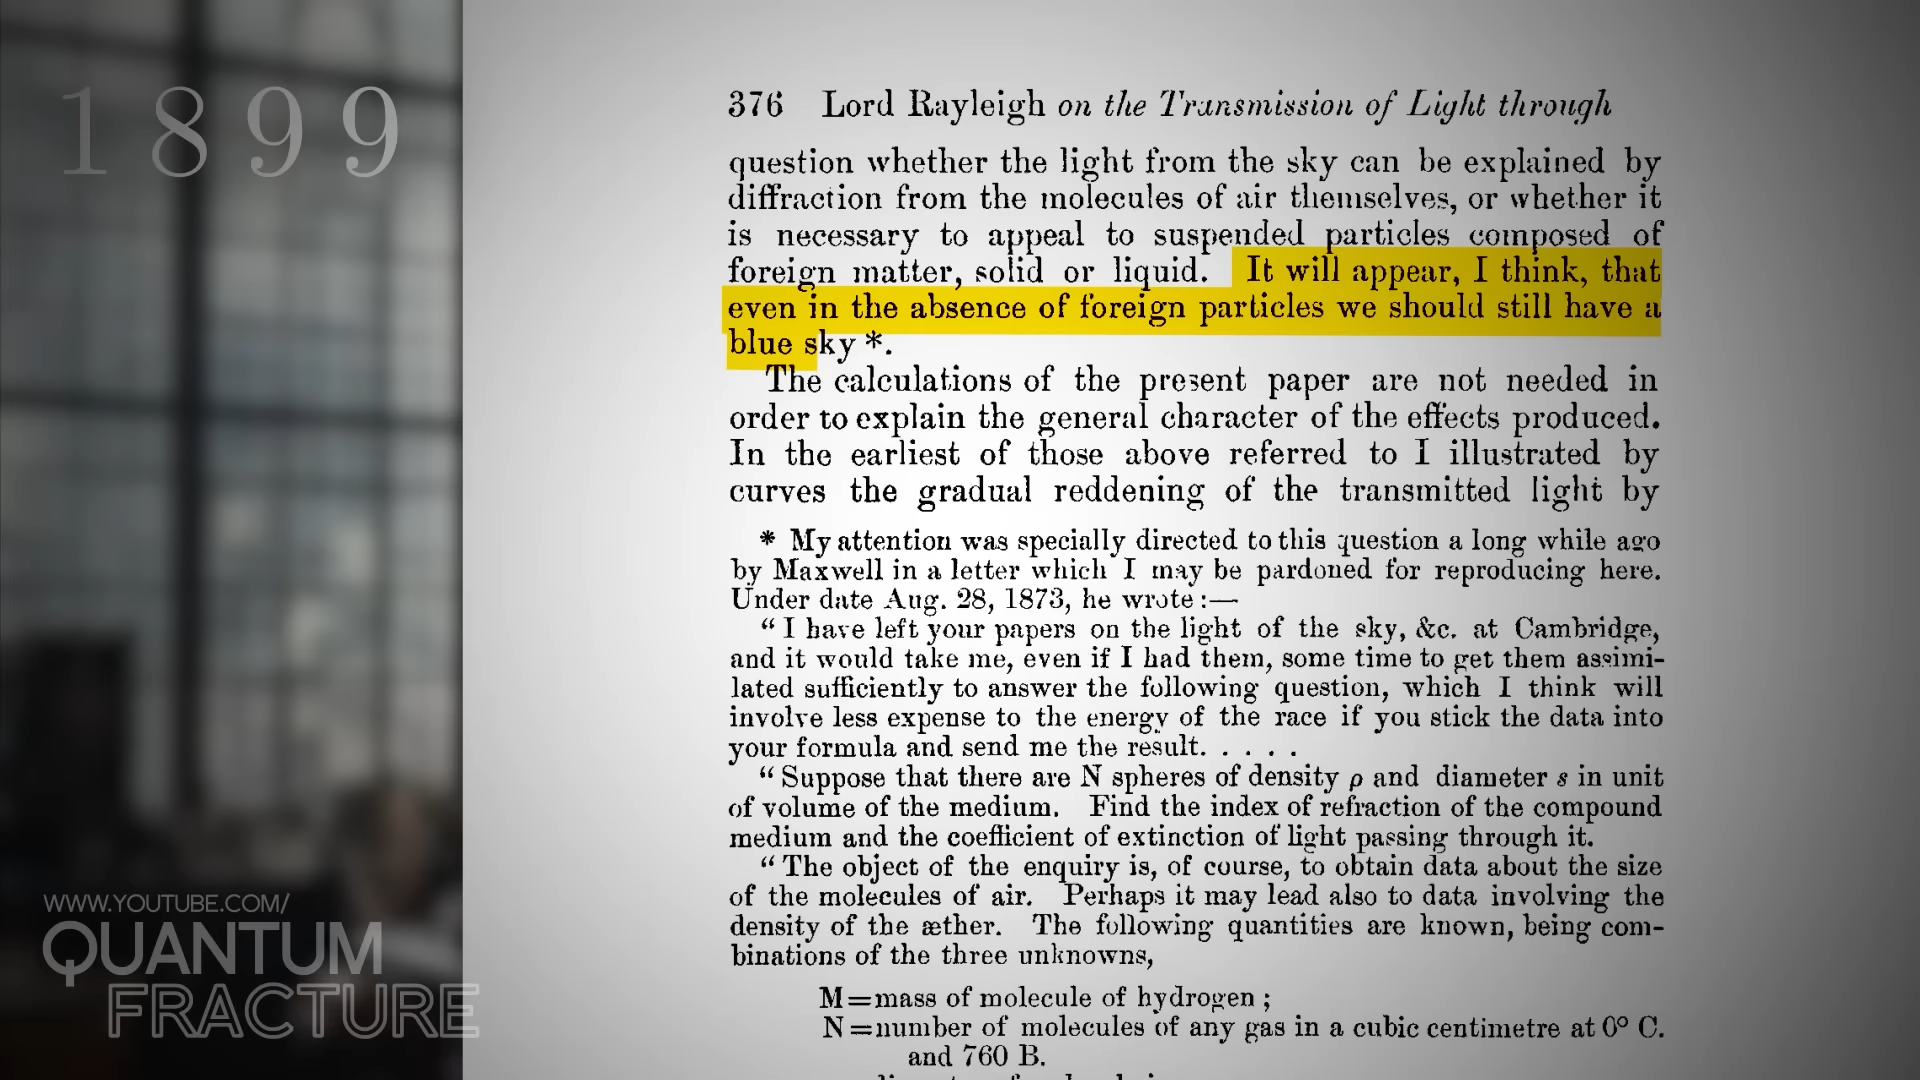 1899
376 Lord Rayleigh on the Transmission of Light through
question whether the light from the sky can be explained by
diffraction from the molecules of air themselves, or whether it
is necessary to appeal to suspended particles composed of
foreign matter, solid or liquid. It will appear, I think, that
even in the absence of foreign particles we should still have a
blue sky *.
The calculations of the present paper are not needed in
order to explain the general character of the effects produced.
In the earliest of those above referred to I illustrated by
curves the gradual reddening of the transmitted light by
* My attention was specially directed to this question a long while ago
by Maxwell in a letter which I may be pardoned for reproducing here.
Under date Aug. 28, 1873, he wrote :—
“ I have left your papers on the light of the sky, &c. at Cambridge,
and it would take me, even if I had them, some time to get them assimi-
lated sufficiently to answer the following question, which I think will
involve less expense to the energy of the race if you stick the data into
your formula and send me the result. . . . .
“ Suppose that there are N spheres of density ρ and diameter s in unit
of volume of the medium. Find the index of refraction of the compound
medium and the coefficient of extinction of light passing through it.
“ The object of the enquiry is, of course, to obtain data about the size
of the molecules of air. Perhaps it may lead also to data involving the
density of the æther. The following quantities are known, being com-
binations of the three unknowns,
M=mass of molecule of hydrogen ;
N=number of molecules of any gas in a cubic centimetre at 0° C.
and 760 B.
WWW.YOUTUBE.COM/
QUANTUM
FRACTURE